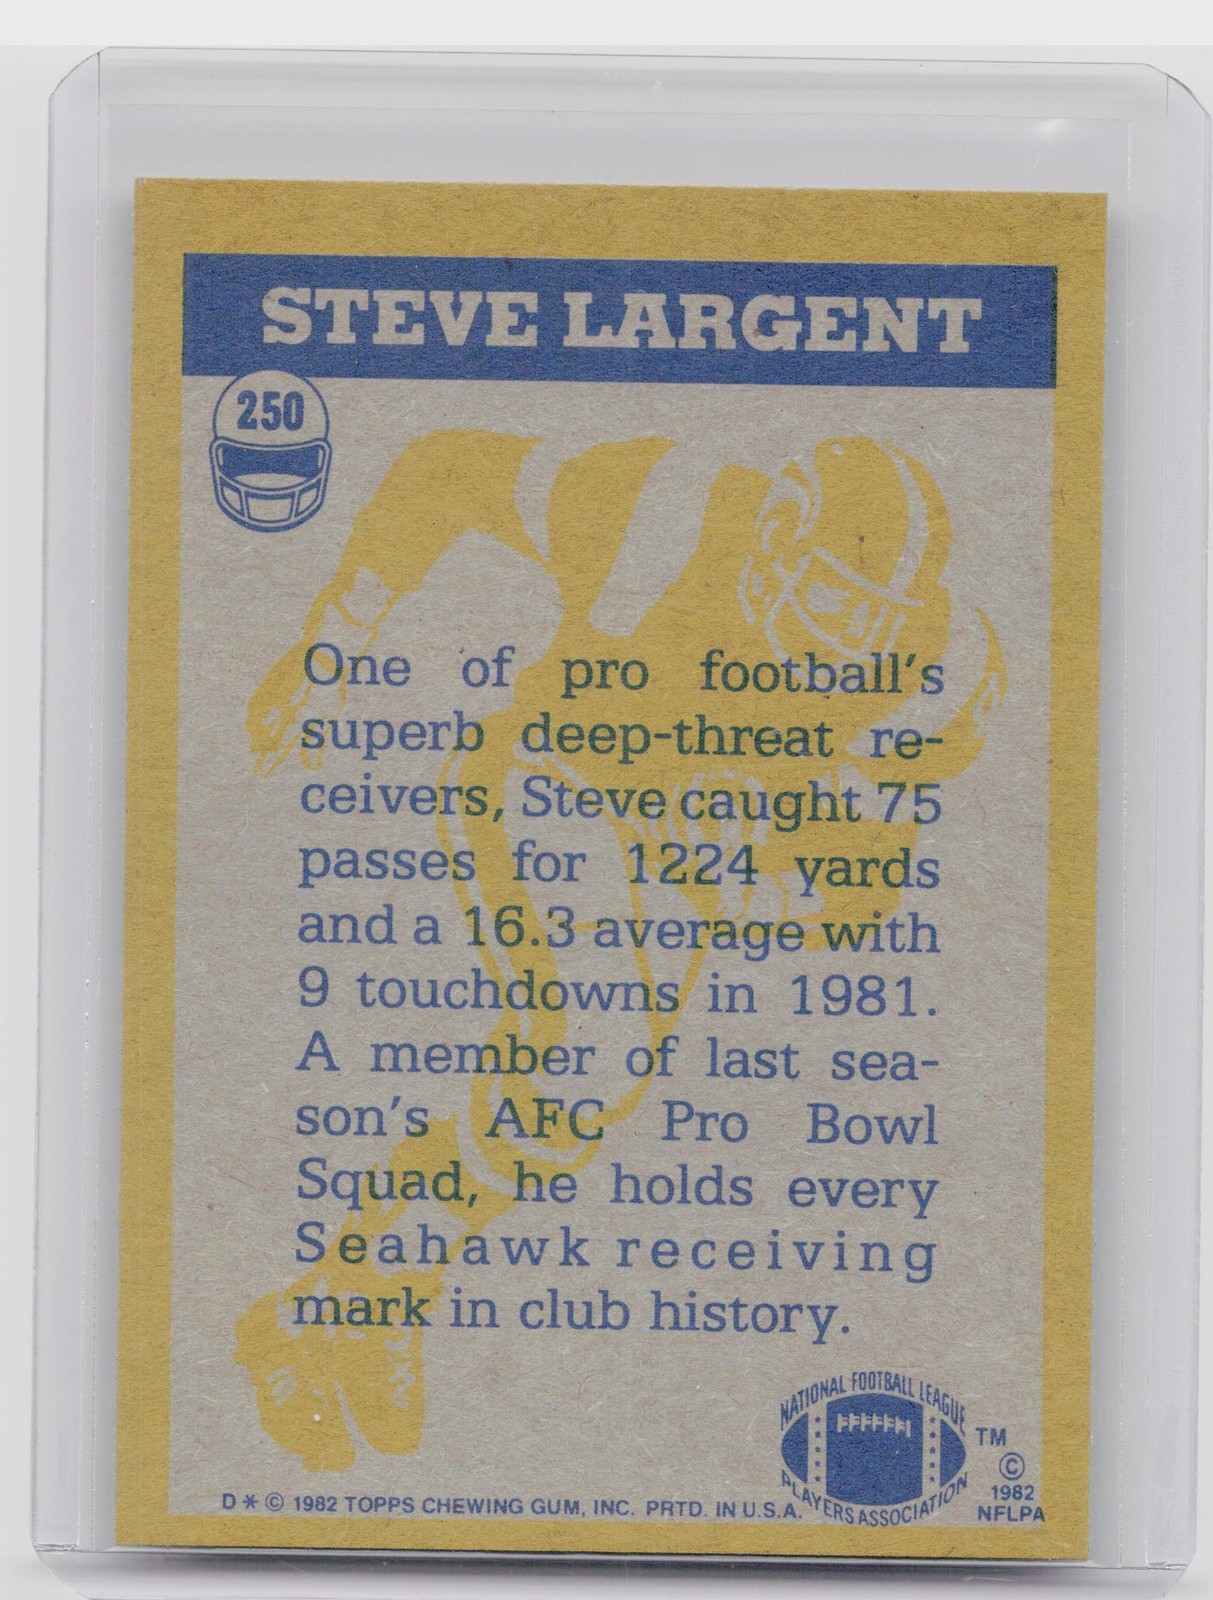 STEVE LARGENT
250
One of pro football's
superb deep-threat re-
ceivers, Steve caught 75
passes for 1224 yards
and a 16.3 average with
9 touchdowns in 1981.
A member of last sea-
son's AFC Pro Bowl
Squad, he holds every
Seahawk receiving
mark in club history.
NATIONAL FOOTBALL LEAGUE
PLAYERS ASSOCIATION
TM
©
1982
NFLPA
D * © 1982 TOPPS CHEWING GUM, INC. PRTD. IN U.S.A.